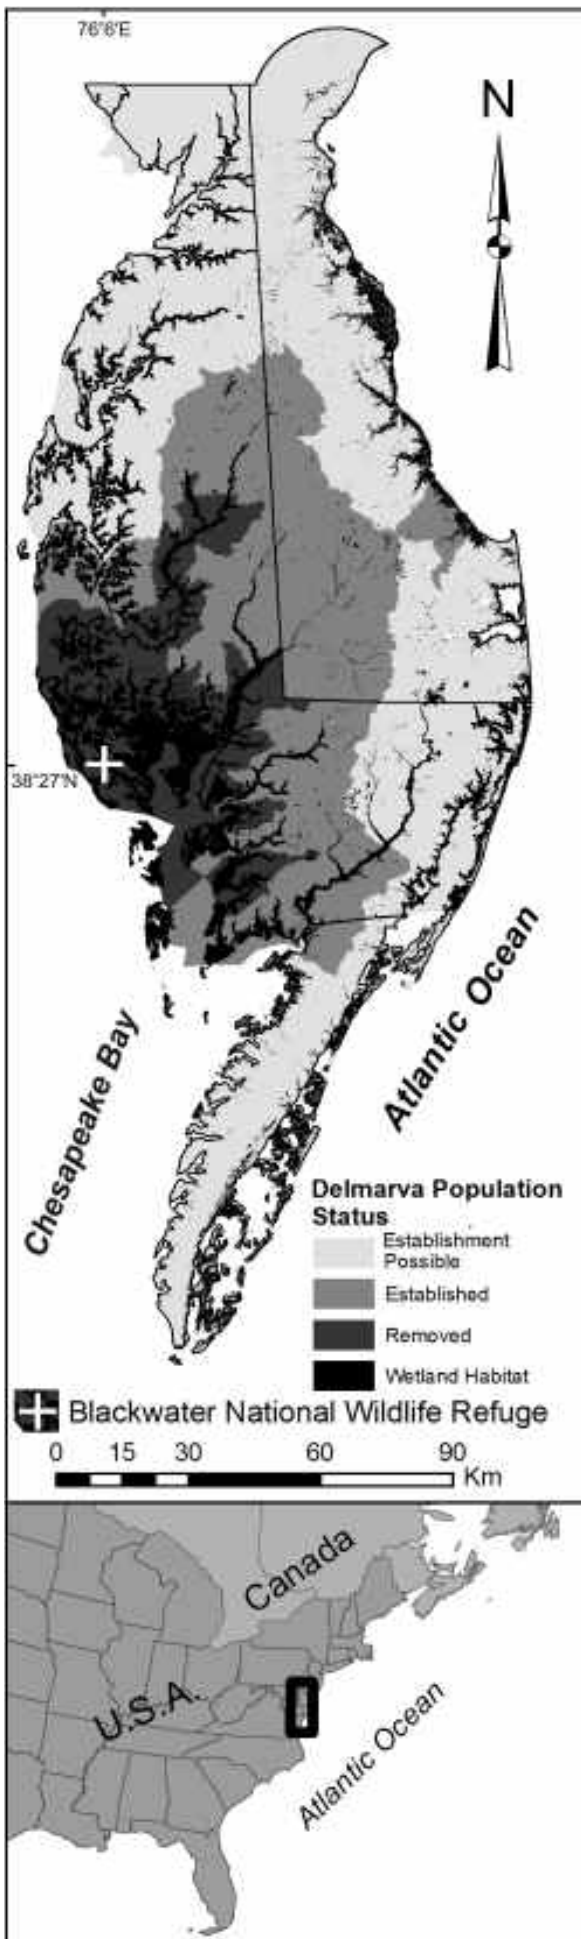 76°6'E
N
38°27'N
Chesapeake Bay
Atlantic Ocean
Delmarva Population
Status
Establishment
Possible
Established
Removed
Wetland Habitat
Blackwater National Wildlife Refuge
0 15 30 60 90
Km
Canada
U.S.A.
Atlantic Ocean